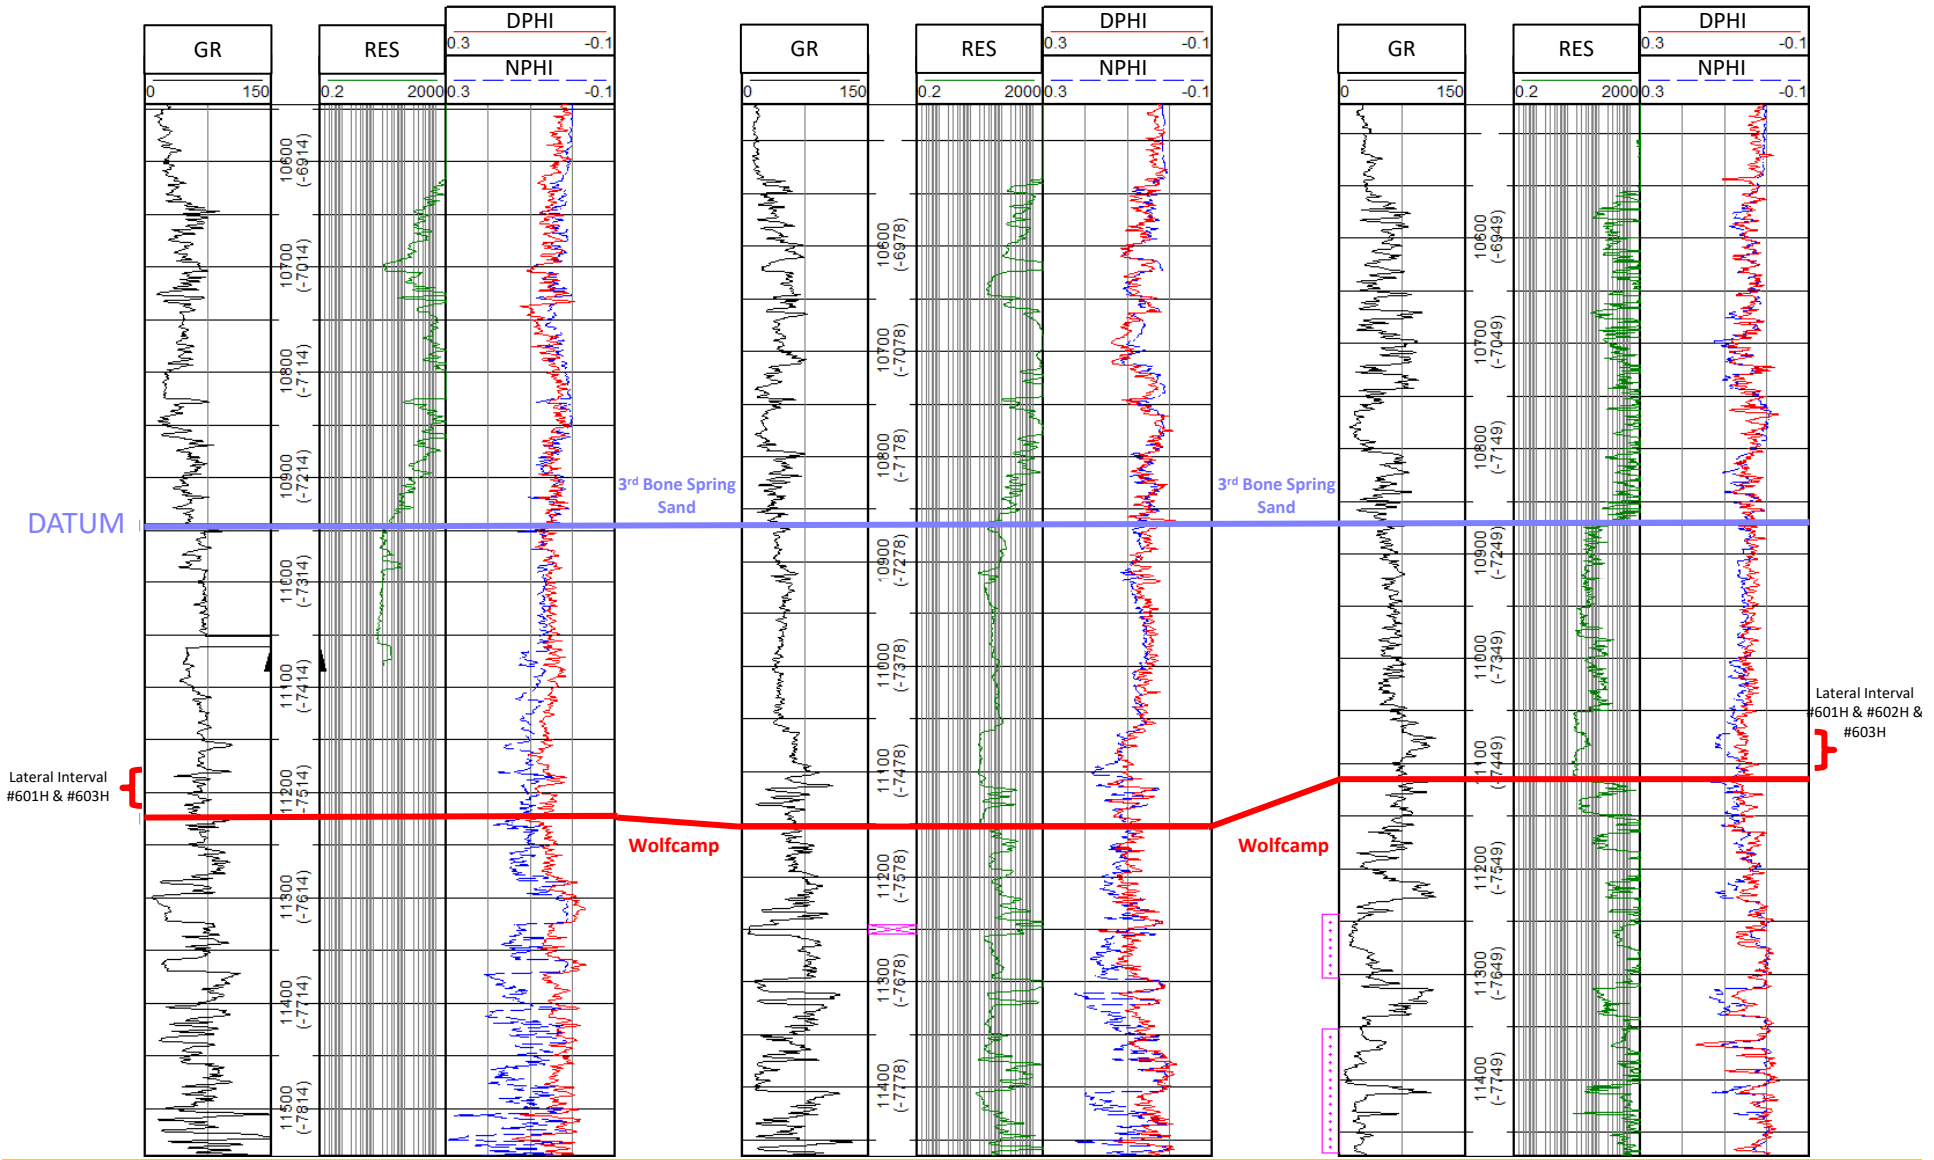 DPHI
0.3 -0.1
GR
RES
NPHI
0 150
0.2 2000
0.3 -0.1
DPHI
0.3 -0.1
GR
RES
NPHI
0 150
0.2 2000
0.3 -0.1
DPHI
0.3 -0.1
GR
RES
NPHI
0 150
0.2 2000
0.3 -0.1
10600
(-6914)
10700
(-7014)
10800
(-7114)
10900
(-7214)
11000
(-7314)
11100
(-7414)
11200
(-7514)
11300
(-7614)
11400
(-7714)
11500
(-7814)
10600
(-6978)
10700
(-7078)
10800
(-7178)
10900
(-7278)
11000
(-7378)
11100
(-7478)
11200
(-7578)
11300
(-7678)
11400
(-7778)
10600
(-6949)
10700
(-7049)
10800
(-7149)
10900
(-7249)
11000
(-7349)
11100
(-7449)
11200
(-7549)
11300
(-7649)
11400
(-7749)
DATUM
3rd Bone Spring
Sand
3rd Bone Spring
Sand
Lateral Interval
#601H & #603H
Wolfcamp
Wolfcamp
Lateral Interval
#601H & #602H &
#603H